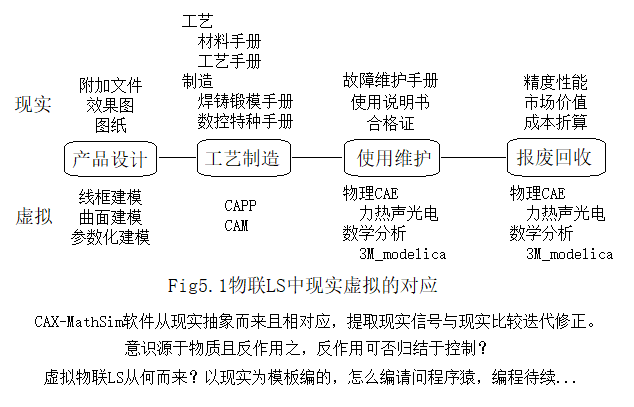 工艺
材料手册
工艺手册
制造
焊铸锻模手册
数控特种手册
现实
附加文件
效果图
图纸
故障维护手册
使用说明书
合格证
精度性能
市场价值
成本折算
产品设计
工艺制造
使用维护
报废回收
虚拟
线框建模
曲面建模
参数化建模
CAPP
CAM
物理CAE
力热声光电
数学分析
3M_modelica
物理CAE
力热声光电
数学分析
3M_modelica
Fig5.1物联LS中现实虚拟的对应
CAX-MathSim软件从现实抽象而来且相对应，提取现实信号与现实比较迭代修正。
意识源于物质且反作用之，反作用可否归结于控制？
虚拟物联LS从何而来？以现实为模板编的，怎么编请问程序猿，编程待续...